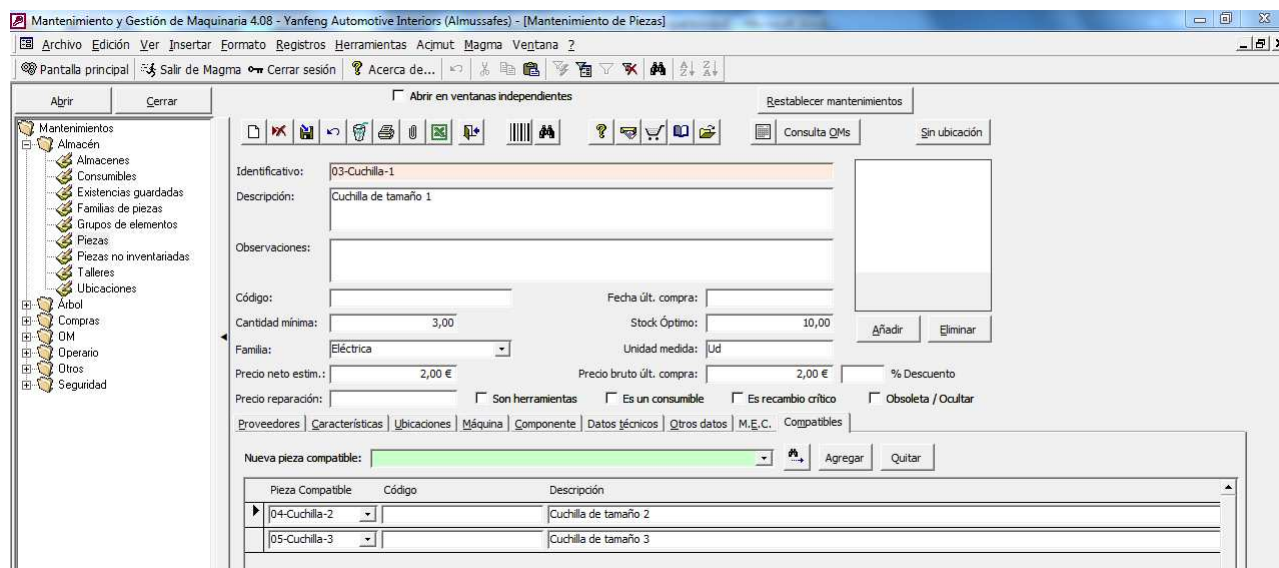 Mantenimiento y Gestión de Maquinaria 4.08 - Yanfeng Automotive Interiors (Almussafes) - [Mantenimiento de Piezas]
Archivo Edición Ver Insertar Formato Registros Herramientas Acimut Magma Ventana ?
Pantalla principal Salir de Magma Cerrar sesión Acerca de...
Abrir Cerrar Abrir en ventanas independientes Restablecer mantenimientos
Consulta OMs Sin ubicación
Mantenimientos
Almacén
Almacenes
Consumibles
Existencias guardadas
Familias de piezas
Grupos de elementos
Piezas
Piezas no inventariadas
Talleres
Ubicaciones
Árbol
Compras
OM
Operario
Otros
Seguridad
Identificativo: 03-Cuchilla-1
Descripción: Cuchilla de tamaño 1
Observaciones:
Código: Fecha últ. compra:
Cantidad mínima: 3,00 Stock Óptimo: 10,00
Añadir Eliminar
Familia: Eléctrica Unidad medida: Ud
Precio neto estim.: 2,00 € Precio bruto últ. compra: 2,00 € % Descuento
Precio reparación: Son herramientas Es un consumible Es recambio crítico Obsoleta / Ocultar
Proveedores Características Ubicaciones Máquina Componente Datos técnicos Otros datos M.E.C. Compatibles
Nueva pieza compatible: Agregar Quitar
Pieza Compatible Código Descripción
04-Cuchilla-2 Cuchilla de tamaño 2
05-Cuchilla-3 Cuchilla de tamaño 3